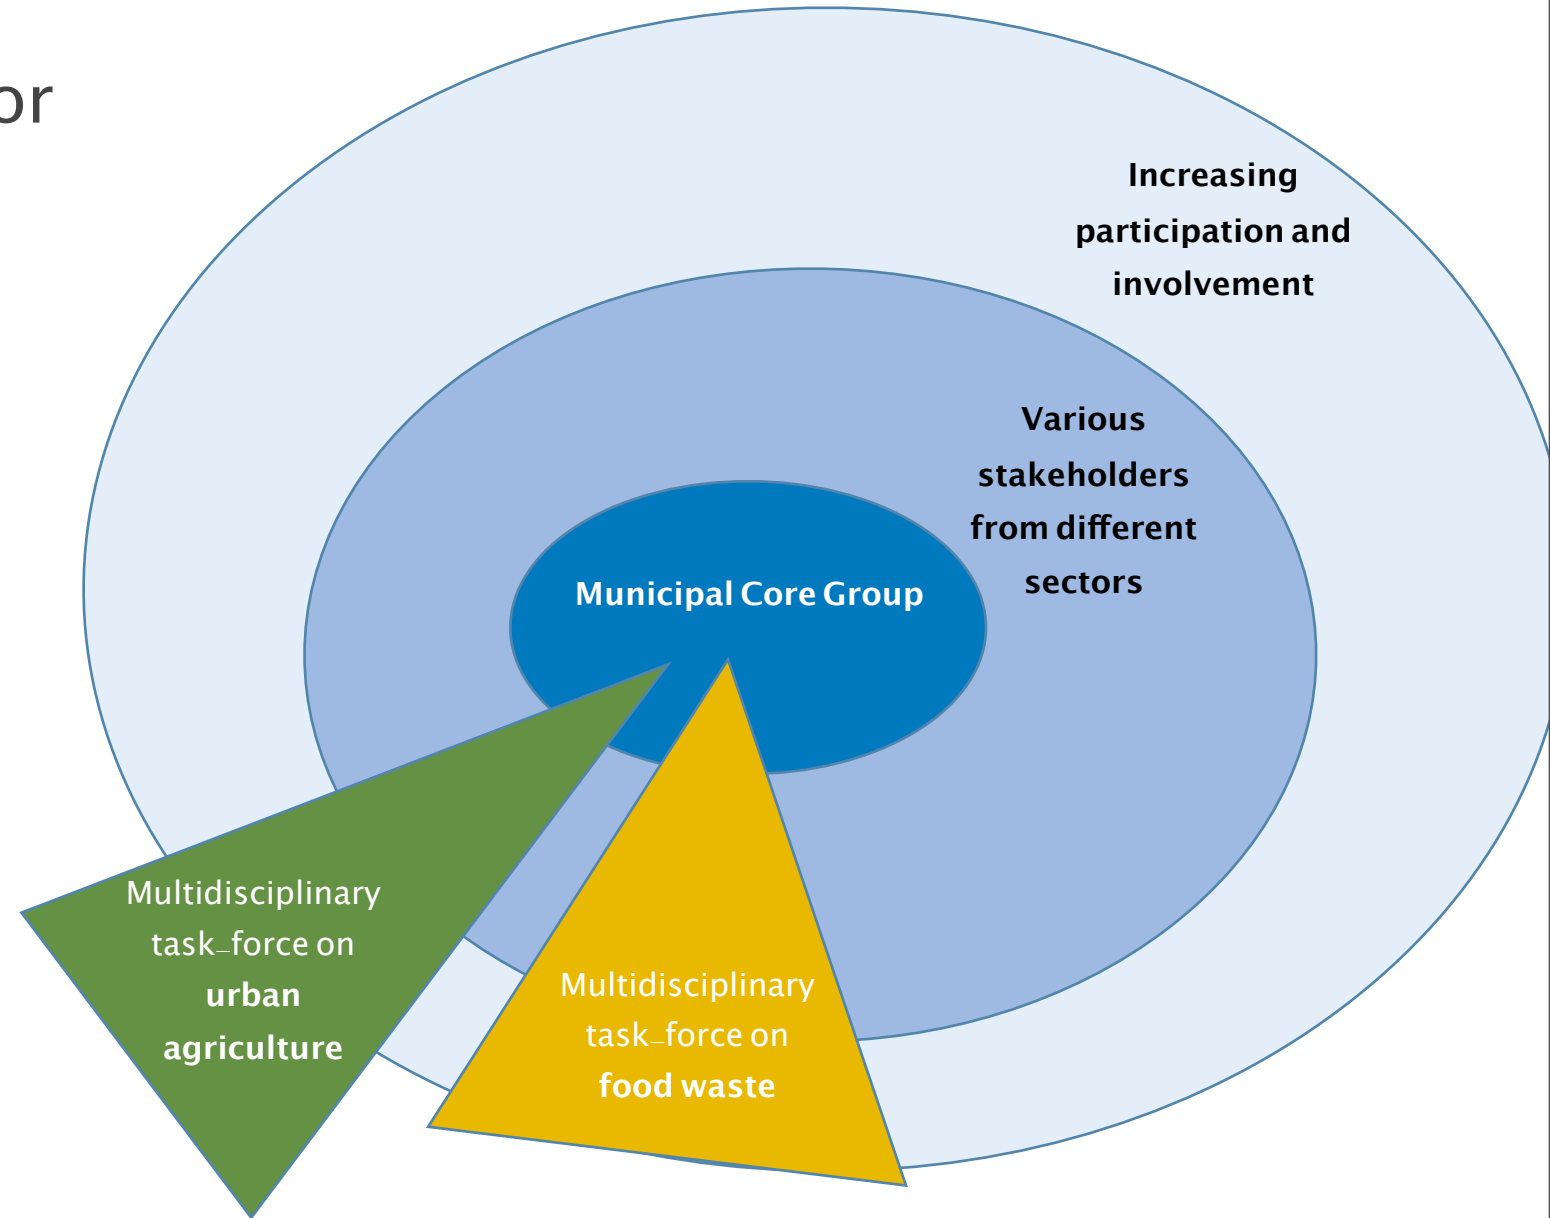 or
Increasing
participation and
involvement
Various
stakeholders
from different
sectors
Municipal Core Group
Multidisciplinary
task-force on
urban
agriculture
Multidisciplinary
task-force on
food waste